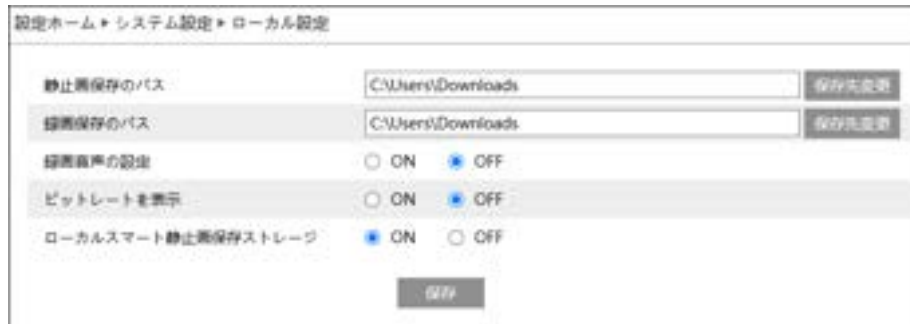 設定ホーム▶システム設定▶ローカル設定
静止画保存のパス C:\Users\Downloads 保存先変更
録画保存のパス C:\Users\Downloads 保存先変更
録画音声の設定 ON OFF
ビットレートを表示 ON OFF
ローカルスマート静止画保存ストレージ ON OFF
保存